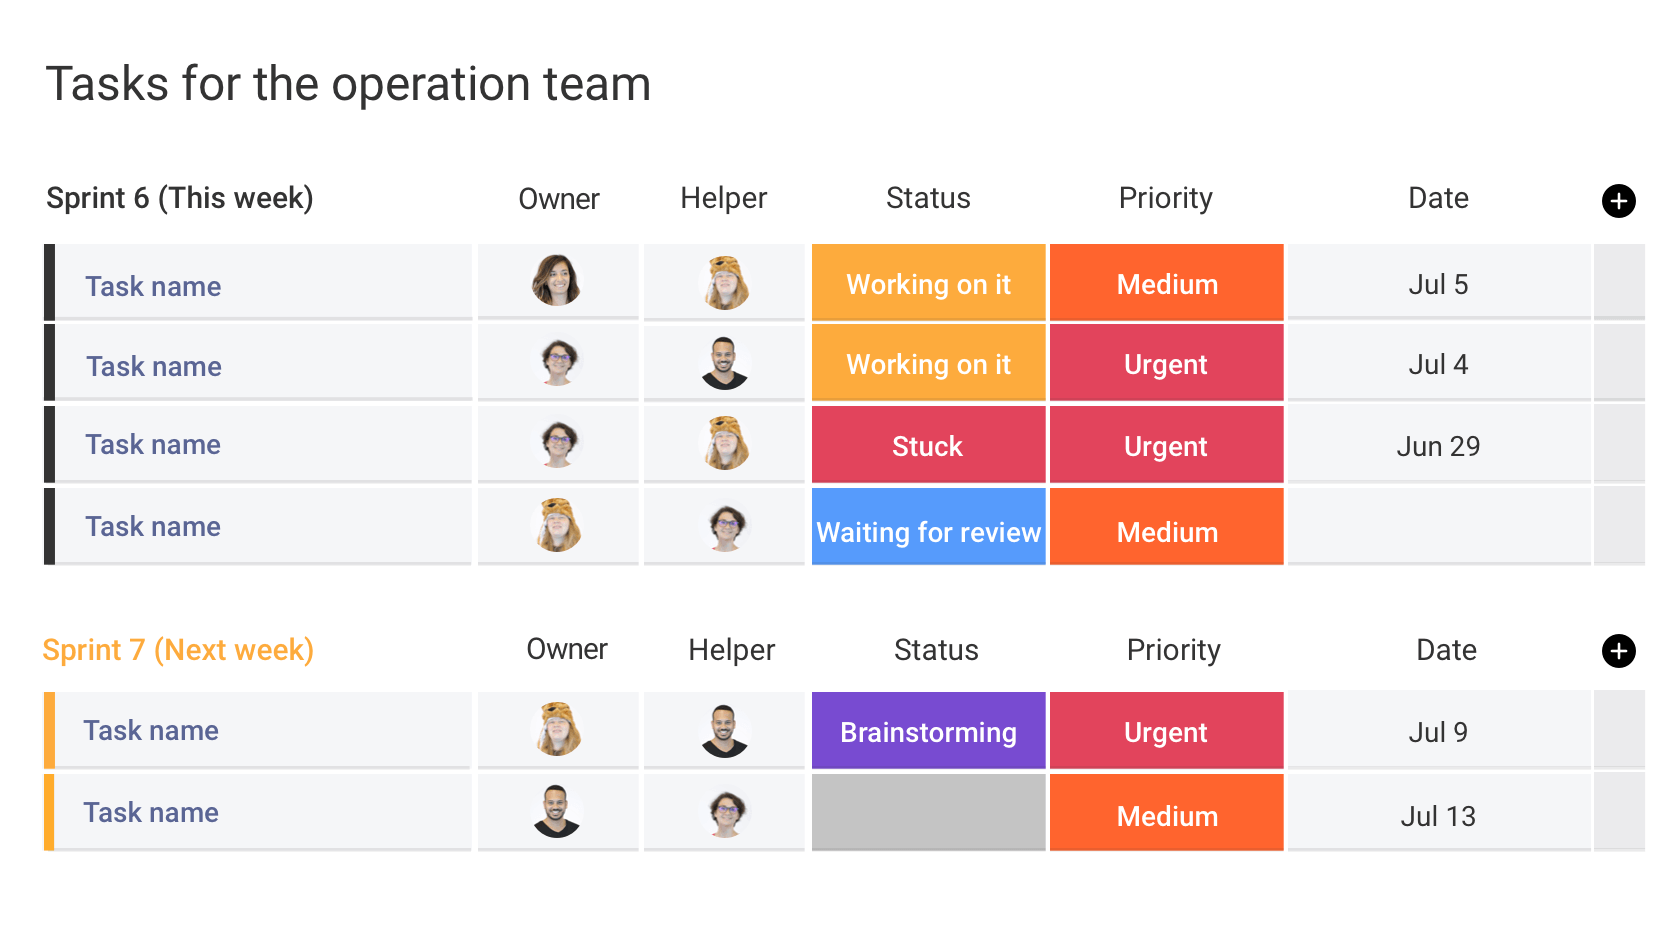 Tasks for the operation team
Sprint 6 (This week) Owner Helper Status Priority Date
Task name Working on it Medium Jul 5
Task name Working on it Urgent Jul 4
Task name Stuck Urgent Jun 29
Task name Waiting for review Medium
Sprint 7 (Next week) Owner Helper Status Priority Date
Task name Brainstorming Urgent Jul 9
Task name Medium Jul 13